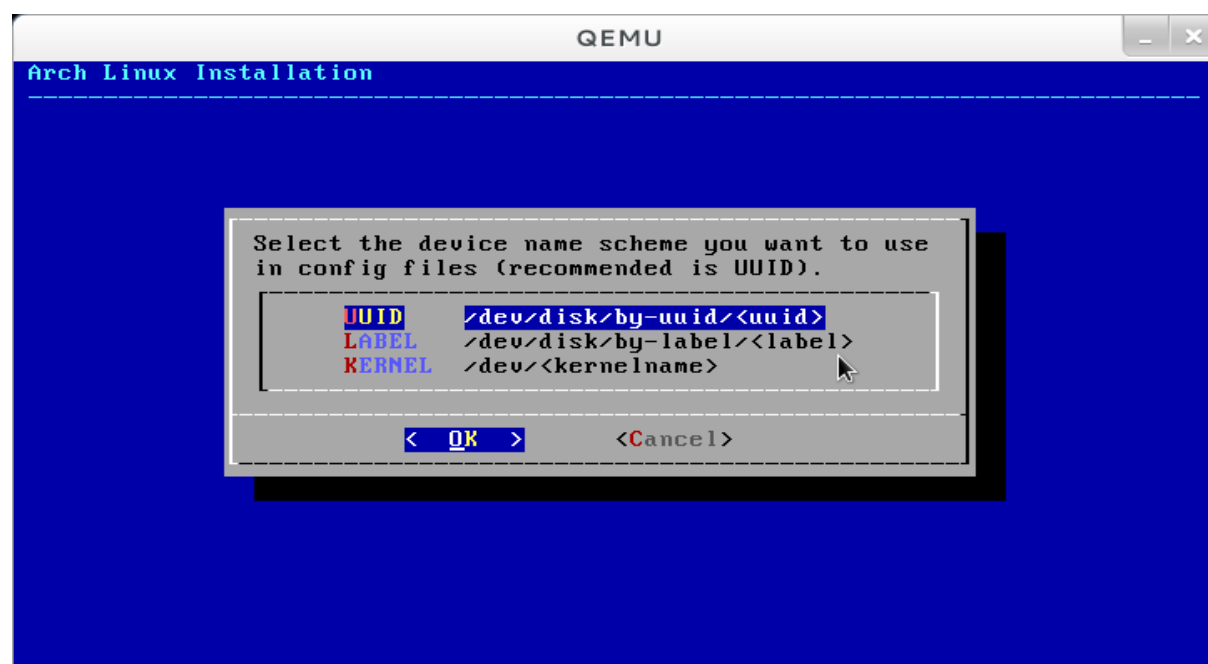 QEMU
Arch Linux Installation
Select the device name scheme you want to use
in config files (recommended is UUID).
UUID /dev/disk/by-uuid/<uuid>
LABEL /dev/disk/by-label/<label>
KERNEL /dev/<kernelname>
< OK > <Cancel>